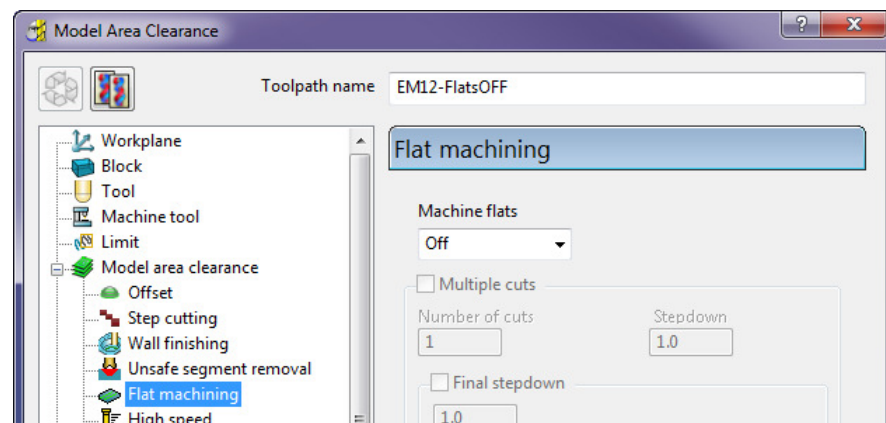 Model Area Clearance
Toolpath name EM12-FlatsOFF
Workplane
Block
Tool
Machine tool
Limit
Model area clearance
Offset
Step cutting
Wall finishing
Unsafe segment removal
Flat machining
High speed
Flat machining
Machine flats
Off
Multiple cuts
Number of cuts Stepdown
1 1.0
Final stepdown
1.0